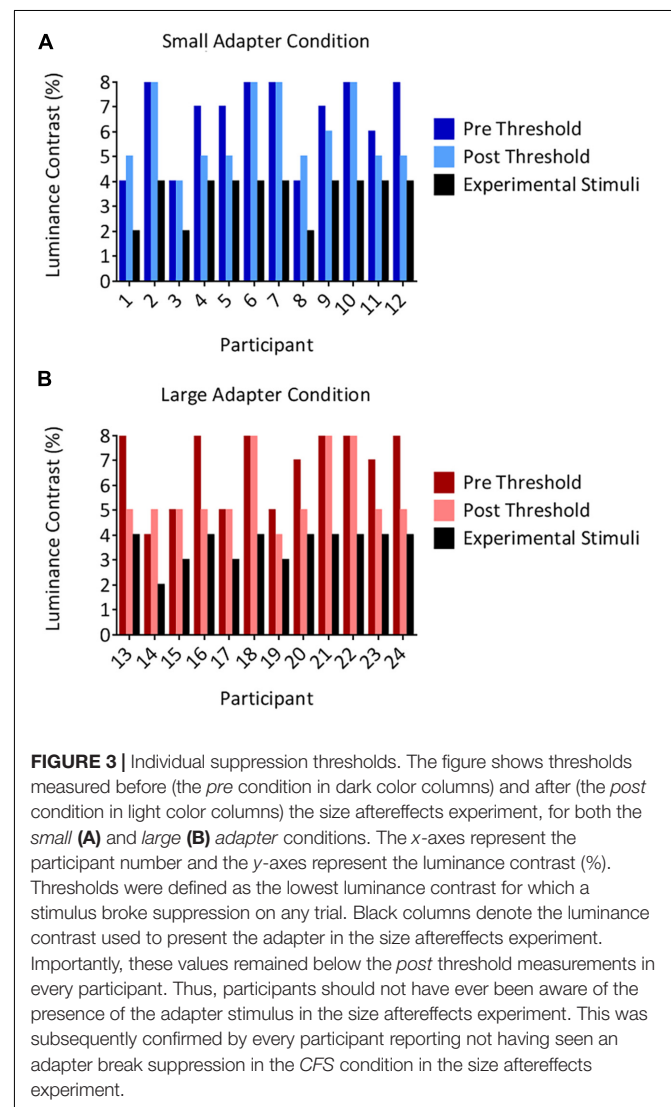 A
Small Adapter Condition
Luminance Contrast (%)
8
7
6
5
4
3
2
1
0
1 2 3 4 5 6 7 8 9 10 11 12
Participant
Pre Threshold
Post Threshold
Experimental Stimuli
B
Large Adapter Condition
Luminance Contrast (%)
8
7
6
5
4
3
2
1
0
13 14 15 16 17 18 19 20 21 22 23 24
Participant
Pre Threshold
Post Threshold
Experimental Stimuli
FIGURE 3 | Individual suppression thresholds. The figure shows thresholds
measured before (the pre condition in dark color columns) and after (the post
condition in light color columns) the size aftereffects experiment, for both the
small (A) and large (B) adapter conditions. The x-axes represent the
participant number and the y-axes represent the luminance contrast (%).
Thresholds were defined as the lowest luminance contrast for which a
stimulus broke suppression on any trial. Black columns denote the luminance
contrast used to present the adapter in the size aftereffects experiment.
Importantly, these values remained below the post threshold measurements in
every participant. Thus, participants should not have ever been aware of the
presence of the adapter stimulus in the size aftereffects experiment. This was
subsequently confirmed by every participant reporting not having seen an
adapter break suppression in the CFS condition in the size aftereffects
experiment.